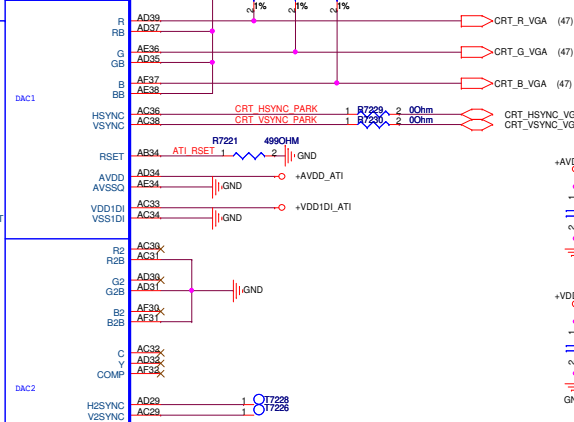 1% 1% 1%
2 2 2
R AD39 CRT_R_VGA (47)
RB AD37
G AE36 CRT_G_VGA (47)
GB AD35
B AF37 CRT_B_VGA (47)
BB AE38
DAC1
HSYNC AC36 CRT_HSYNC_PARK 1 R7229 2 0Ohm CRT_HSYNC_VG
VSYNC AC38 CRT_VSYNC_PARK 1 R7230 2 0Ohm CRT_VSYNC_VG
R7221 499OHM
RSET AB34 ATI_RSET 1 2 GND
+AVD
AVDD AD34 +AVDD_ATI
AVSSQ AE34 GND
VDD1DI AC33 +VDD1DI_ATI
VSS1DI AC34 GND
R2 AC30
R2B AC31
G2 AD30
G2B AD31 GND
+VDD
B2 AF30
B2B AF31
C AC32
Y AD32
COMP AF32
DAC2
H2SYNC AD29 1 T7228
V2SYNC AC29 1 T7226
GN